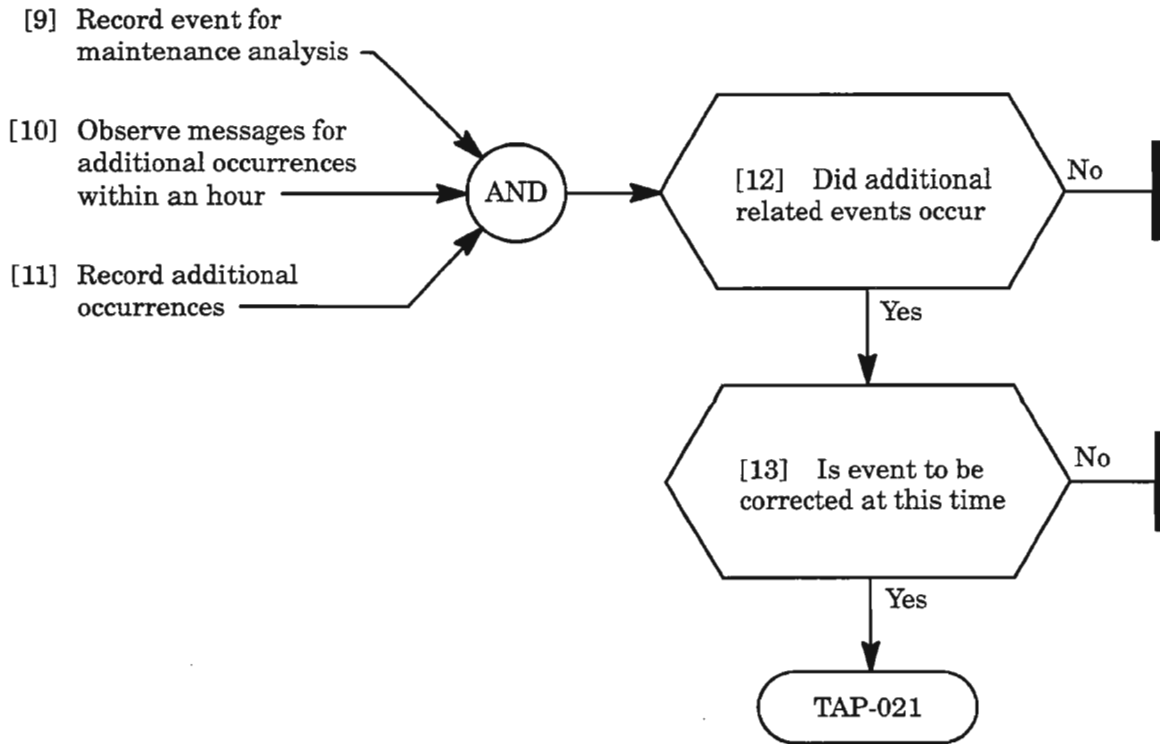 [9] Record event for
maintenance analysis
[10] Observe messages for
additional occurrences
within an hour
[11] Record additional
occurrences
AND
[12] Did additional
related events occur
No
Yes
[13] Is event to be
corrected at this time
No
Yes
TAP-021